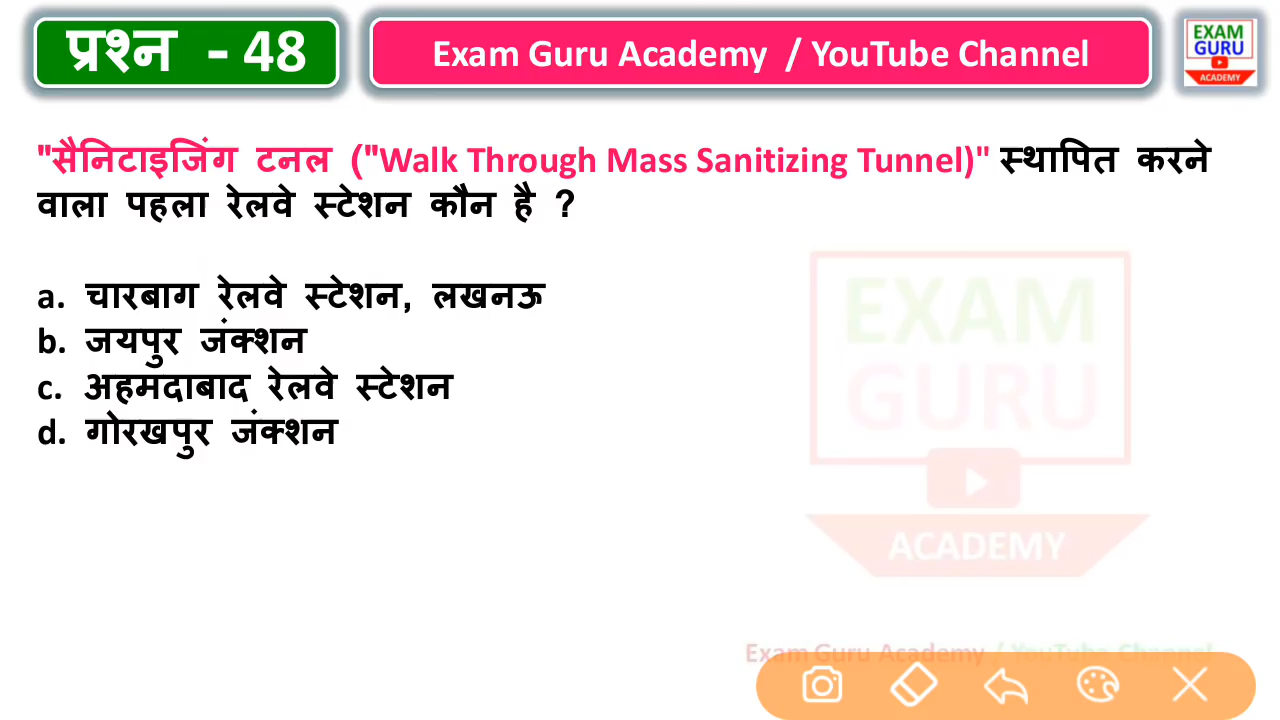 प्रश्न - 48
Exam Guru Academy / YouTube Channel
EXAM
GURU
ACADEMY
"सैनिटाइजिंग टनल ("Walk Through Mass Sanitizing Tunnel)" स्थापित करने
वाला पहला रेलवे स्टेशन कौन है ?
a. चारबाग रेलवे स्टेशन, लखनऊ
b. जयपुर जंक्शन
c. अहमदाबाद रेलवे स्टेशन
d. गोरखपुर जंक्शन
EXAM
GURU
ACADEMY
Exam Guru Academy / YouTube Channel